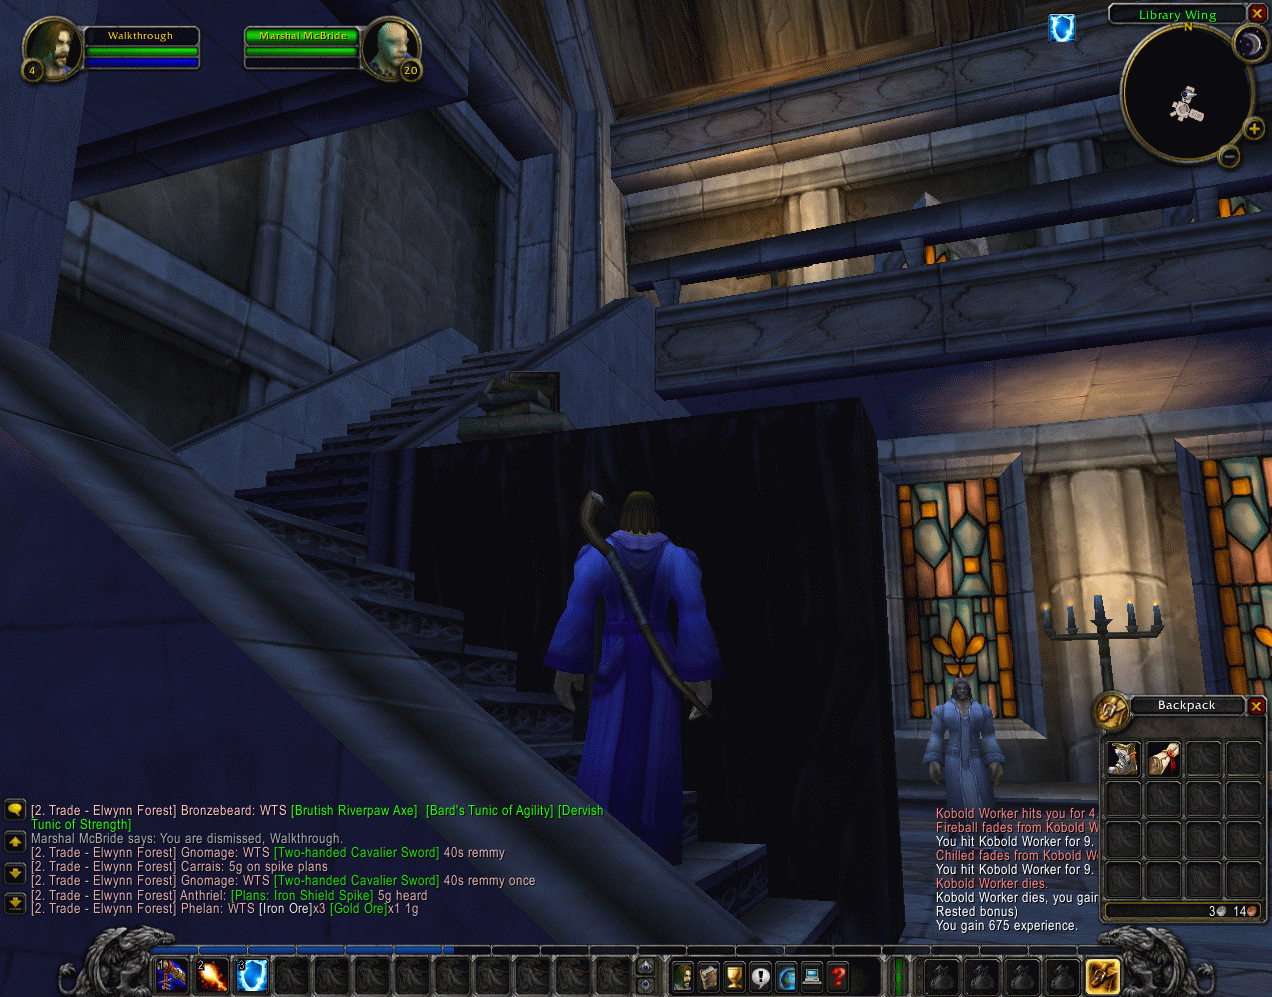 Walkthrough
4
Marshal McBride
20
Library Wing
N
Backpack
[2. Trade - Elwynn Forest] Bronzebeard: WTS [Brutish Riverpaw Axe] [Bard's Tunic of Agility] [Dervish
Tunic of Strength]
Marshal McBride says: You are dismissed, Walkthrough.
[2. Trade - Elwynn Forest] Gnomage: WTS [Two-handed Cavalier Sword] 40s remmy
[2. Trade - Elwynn Forest] Carrais: 5g on spike plans
[2. Trade - Elwynn Forest] Gnomage: WTS [Two-handed Cavalier Sword] 40s remmy once
[2. Trade - Elwynn Forest] Anthriel: [Plans: Iron Shield Spike] 5g heard
[2. Trade - Elwynn Forest] Phelan: WTS [Iron Ore]x3 [Gold Ore]x1 1g
Kobold Worker hits you for 4.
Fireball fades from Kobold W
You hit Kobold Worker for 9.
Chilled fades from Kobold W
You hit Kobold Worker for 9.
Kobold Worker dies.
Kobold Worker dies, you gain
Rested bonus)
You gain 675 experience.
3 14
1 2 3